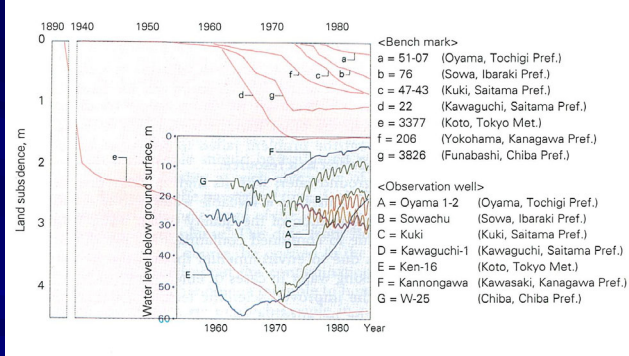 1890 1940 1950 1960 1970 1980
0
1
2
3
4
Land subsdence, m
a
b
c
f
g
d
e
0
10
20
30
40
50
60
Water level below ground surface, m
F
G
B
C
A
D
E
1960 1970 1980 Year
<Bench mark>
a = 51-07 (Oyama, Tochigi Pref.)
b = 76 (Sowa, Ibaraki Pref.)
c = 47-43 (Kuki, Saitama Pref.)
d = 22 (Kawaguchi, Saitama Pref.)
e = 3377 (Koto, Tokyo Met.)
f = 206 (Yokohama, Kanagawa Pref.)
g = 3826 (Funabashi, Chiba Pref.)
<Observation well>
A = Oyama 1-2 (Oyama, Tochigi Pref.)
B = Sowachu (Sowa, Ibaraki Pref.)
C = Kuki (Kuki, Saitama Pref.)
D = Kawaguchi-1 (Kawaguchi, Saitama Pref.)
E = Ken-16 (Koto, Tokyo Met.)
F = Kannongawa (Kawasaki, Kanagawa Pref.)
G = W-25 (Chiba, Chiba Pref.)